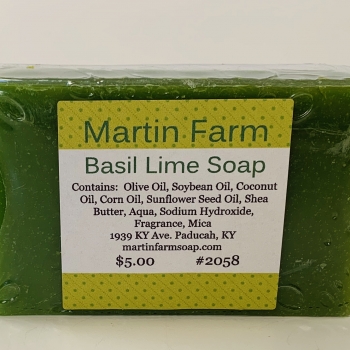 Martin Farm
Basil Lime Soap
Contains: Olive Oil, Soybean Oil, Coconut
Oil, Corn Oil, Sunflower Seed Oil, Shea
Butter, Aqua, Sodium Hydroxide,
Fragrance, Mica
1939 KY Ave. Paducah, KY
martinfarmsoap.com
$5.00 #2058